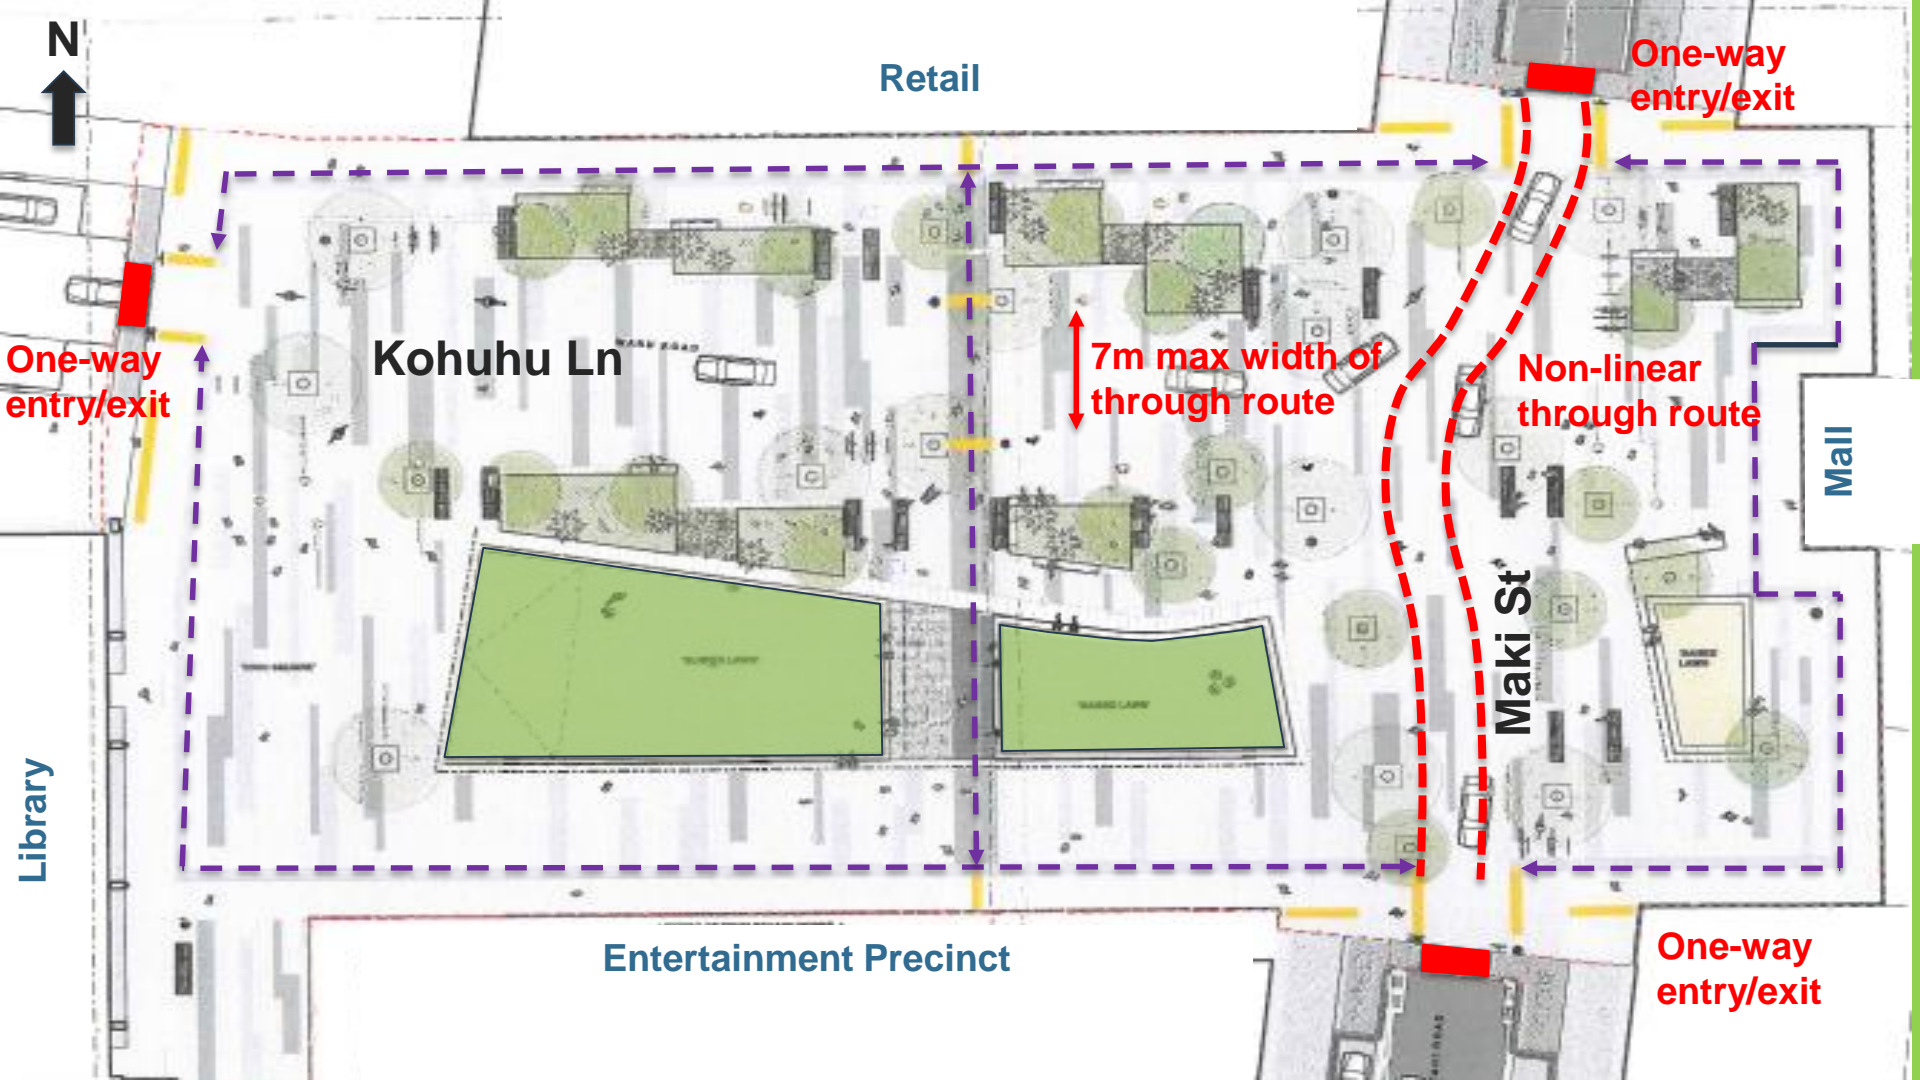 N
Retail
One-way
entry/exit
Kohuhu Ln
One-way
entry/exit
7m max width of
through route
Non-linear
through route
Mall
Maki St
Library
Entertainment Precinct
One-way
entry/exit